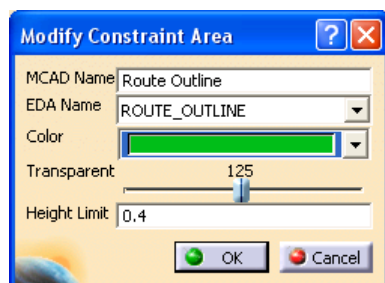 Modify Constraint Area
MCAD Name Route Outline
EDA Name ROUTE_OUTLINE
Color
Transparent 125
Height Limit 0.4
OK Cancel